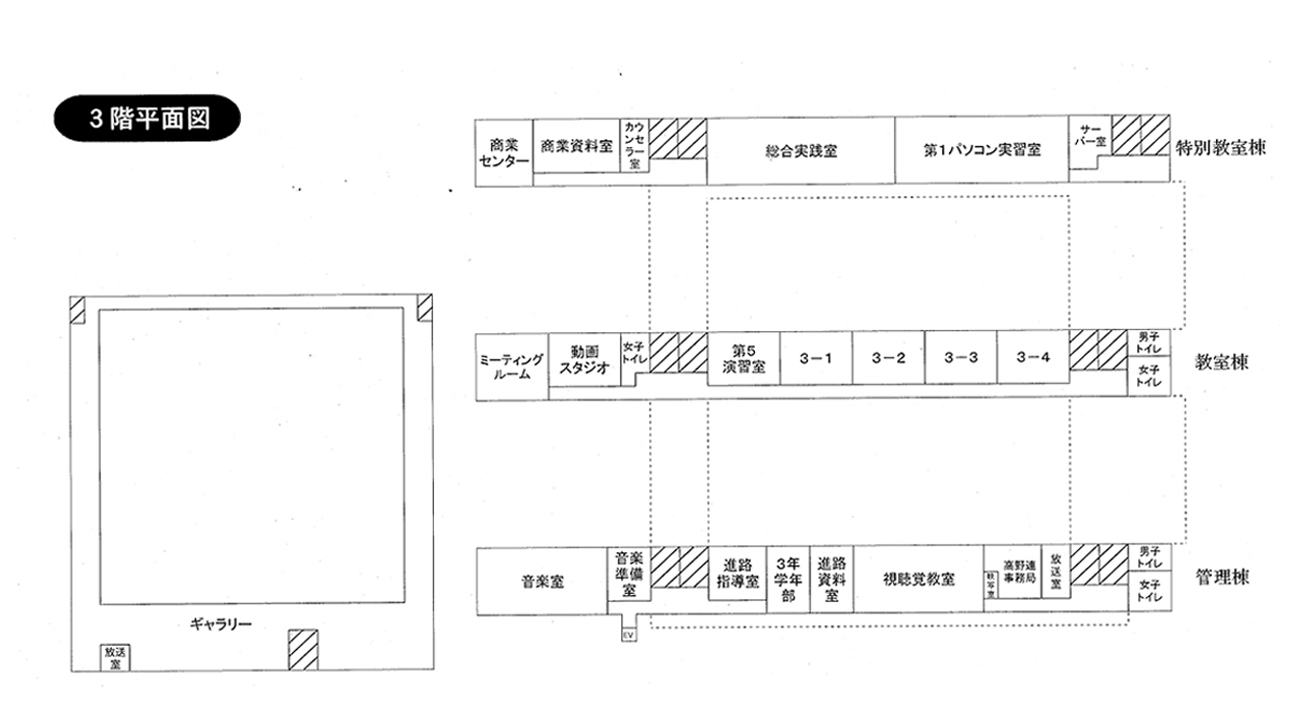 3階平面図
商業
センター
商業資料室
カウ
ンセ
ラー
室
総合実践室
第1パソコン実習室
サー
バー室
特別教室棟
ミーティング
ルーム
動画
スタジオ
女子
トイレ
第5
演習室
3-1
3-2
3-3
3-4
男子
トイレ
女子
トイレ
教室棟
音楽室
音楽
準備
室
EV
進路
指導室
3年
学年
部
進路
資料
室
視聴覚教室
映写室
高野連
事務局
放
送
室
男子
トイレ
女子
トイレ
管理棟
ギャラリー
放送
室